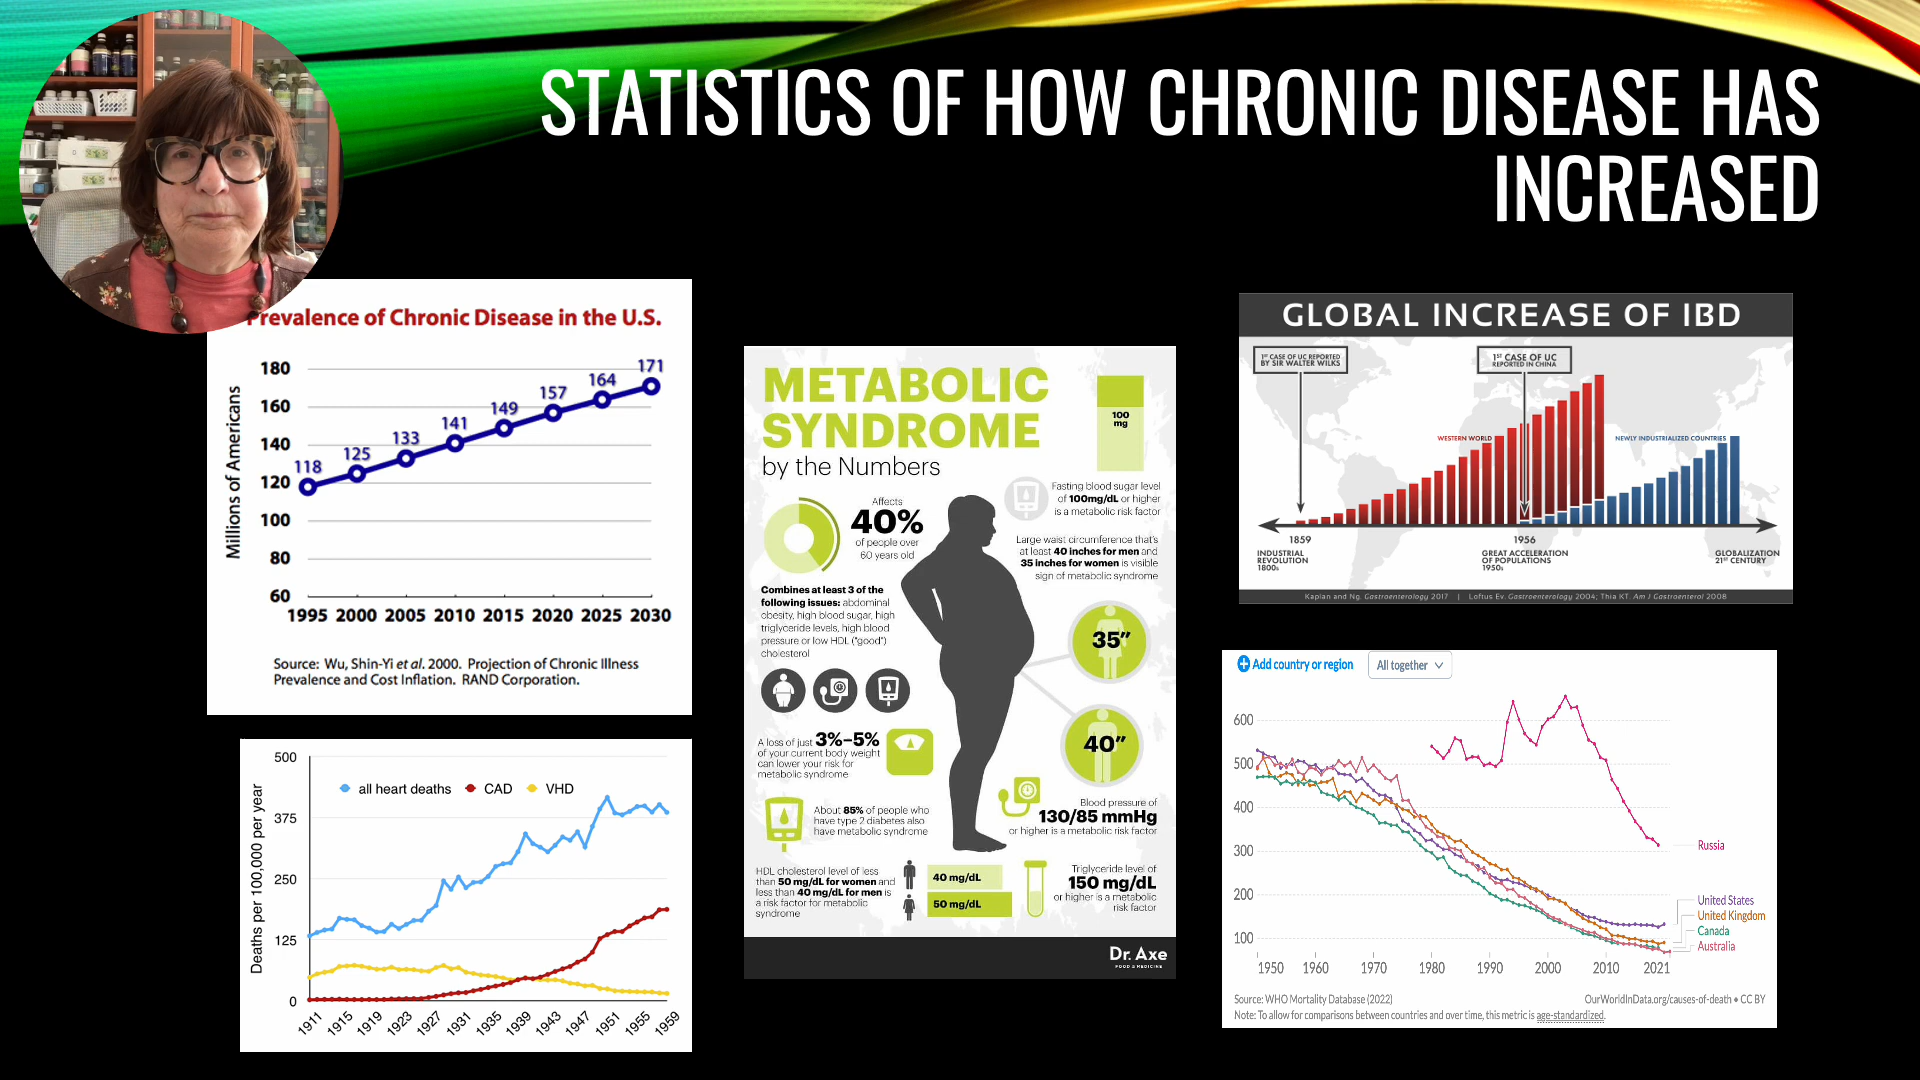 STATISTICS OF HOW CHRONIC DISEASE HAS
INCREASED
Prevalence of Chronic Disease in the U.S.
Millions of Americans
180
160
140
120
100
80
60
118
125
133
141
149
157
164
171
1995 2000 2005 2010 2015 2020 2025 2030
Source: Wu, Shin-Yi et al. 2000. Projection of Chronic Illness
Prevalence and Cost Inflation. RAND Corporation.
Deaths per 100,000 per year
500
375
250
125
0
all heart deaths CAD VHD
1911 1915 1919 1923 1927 1931 1935 1939 1943 1947 1951 1955 1959
METABOLIC
SYNDROME
by the Numbers
100
mg
Fasting blood sugar level
of 100mg/dL or higher
is a metabolic risk factor
Affects
40%
of people over
60 years old
Large waist circumference that's
at least 40 inches for men and
35 inches for women is visible
sign of metabolic syndrome
Combines at least 3 of the
following issues: abdominal
obesity, high blood sugar, high
triglyceride levels, high blood
pressure or low HDL ("good")
cholesterol
35"
40"
A loss of just 3%-5%
of your current body weight
can lower your risk for
metabolic syndrome
About 85% of people who
have type 2 diabetes also
have metabolic syndrome
Blood pressure of
130/85 mmHg
or higher is a metabolic risk factor
HDL cholesterol level of less
than 50 mg/dL for women and
less than 40 mg/dL for men is
a risk factor for metabolic
syndrome
40 mg/dL
50 mg/dL
Triglyceride level of
150 mg/dL
or higher is a metabolic
risk factor
Dr. Axe
FOOD & MEDICINE
GLOBAL INCREASE OF IBD
1ST CASE OF UC REPORTED
BY SIR WALTER WILKS
1ST CASE OF UC
REPORTED IN CHINA
WESTERN WORLD
NEWLY INDUSTRIALIZED COUNTRIES
1859
INDUSTRIAL
REVOLUTION
1800s
1956
GREAT ACCELERATION
OF POPULATIONS
1950s
GLOBALIZATION
21ST CENTURY
Kaplan and Ng. Gastroenterology 2017 | Loftus Ev. Gastroenterology 2004; Thia KT. Am J Gastroenterol 2008
Add country or region
All together
600
500
400
300
200
100
Russia
United States
United Kingdom
Canada
Australia
1950 1960 1970 1980 1990 2000 2010 2021
Source: WHO Mortality Database (2022)
OurWorldInData.org/causes-of-death • CC BY
Note: To allow for comparisons between countries and over time, this metric is age-standardized.